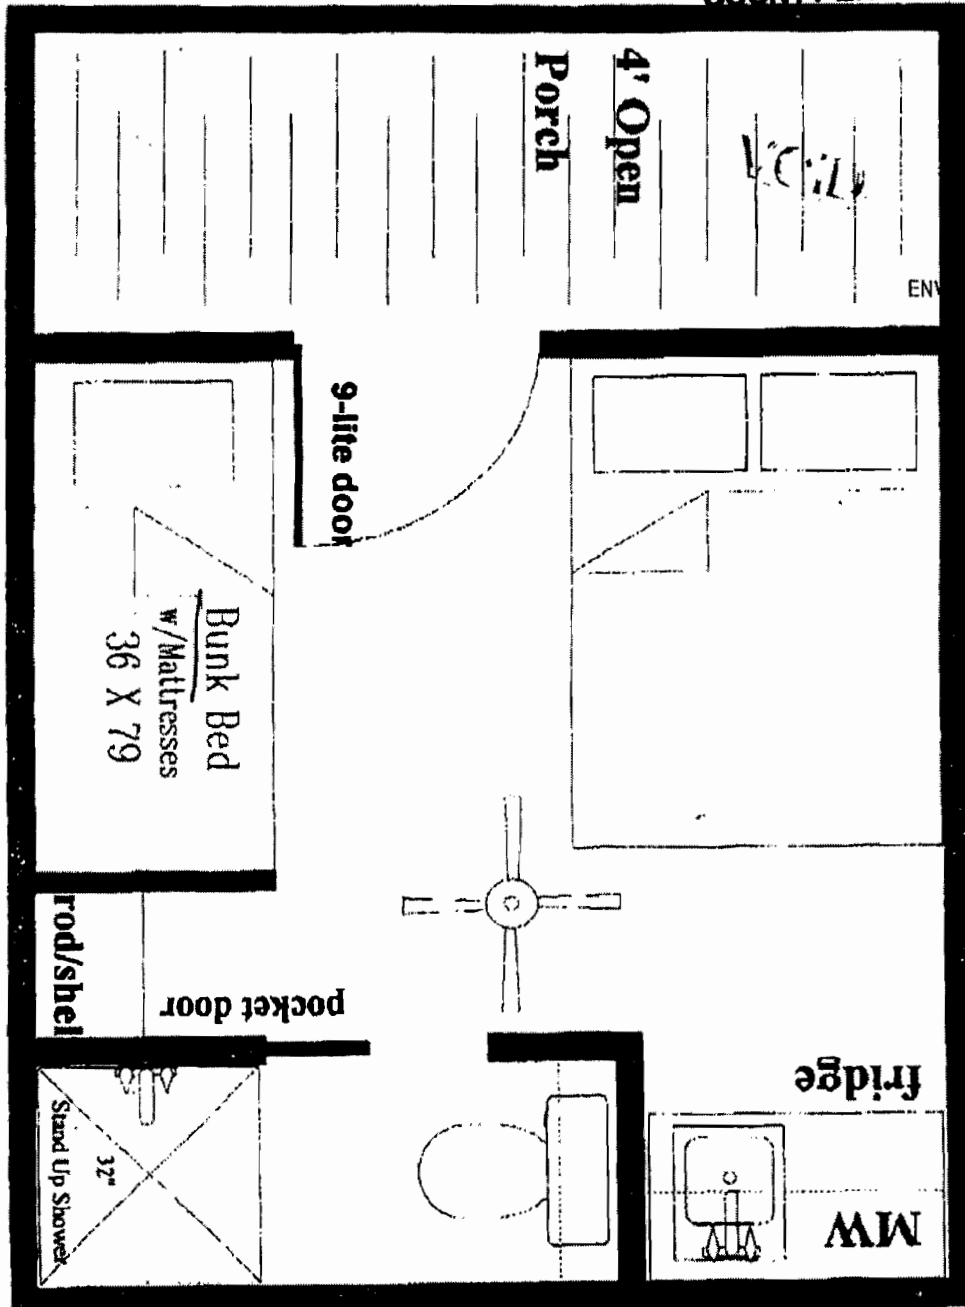 4' Open
Porch
9-lite door
Bunk Bed
w/Mattresses
36 X 79
rod/shel
pocket door
fridge
MW
32"
Stand Up Shower